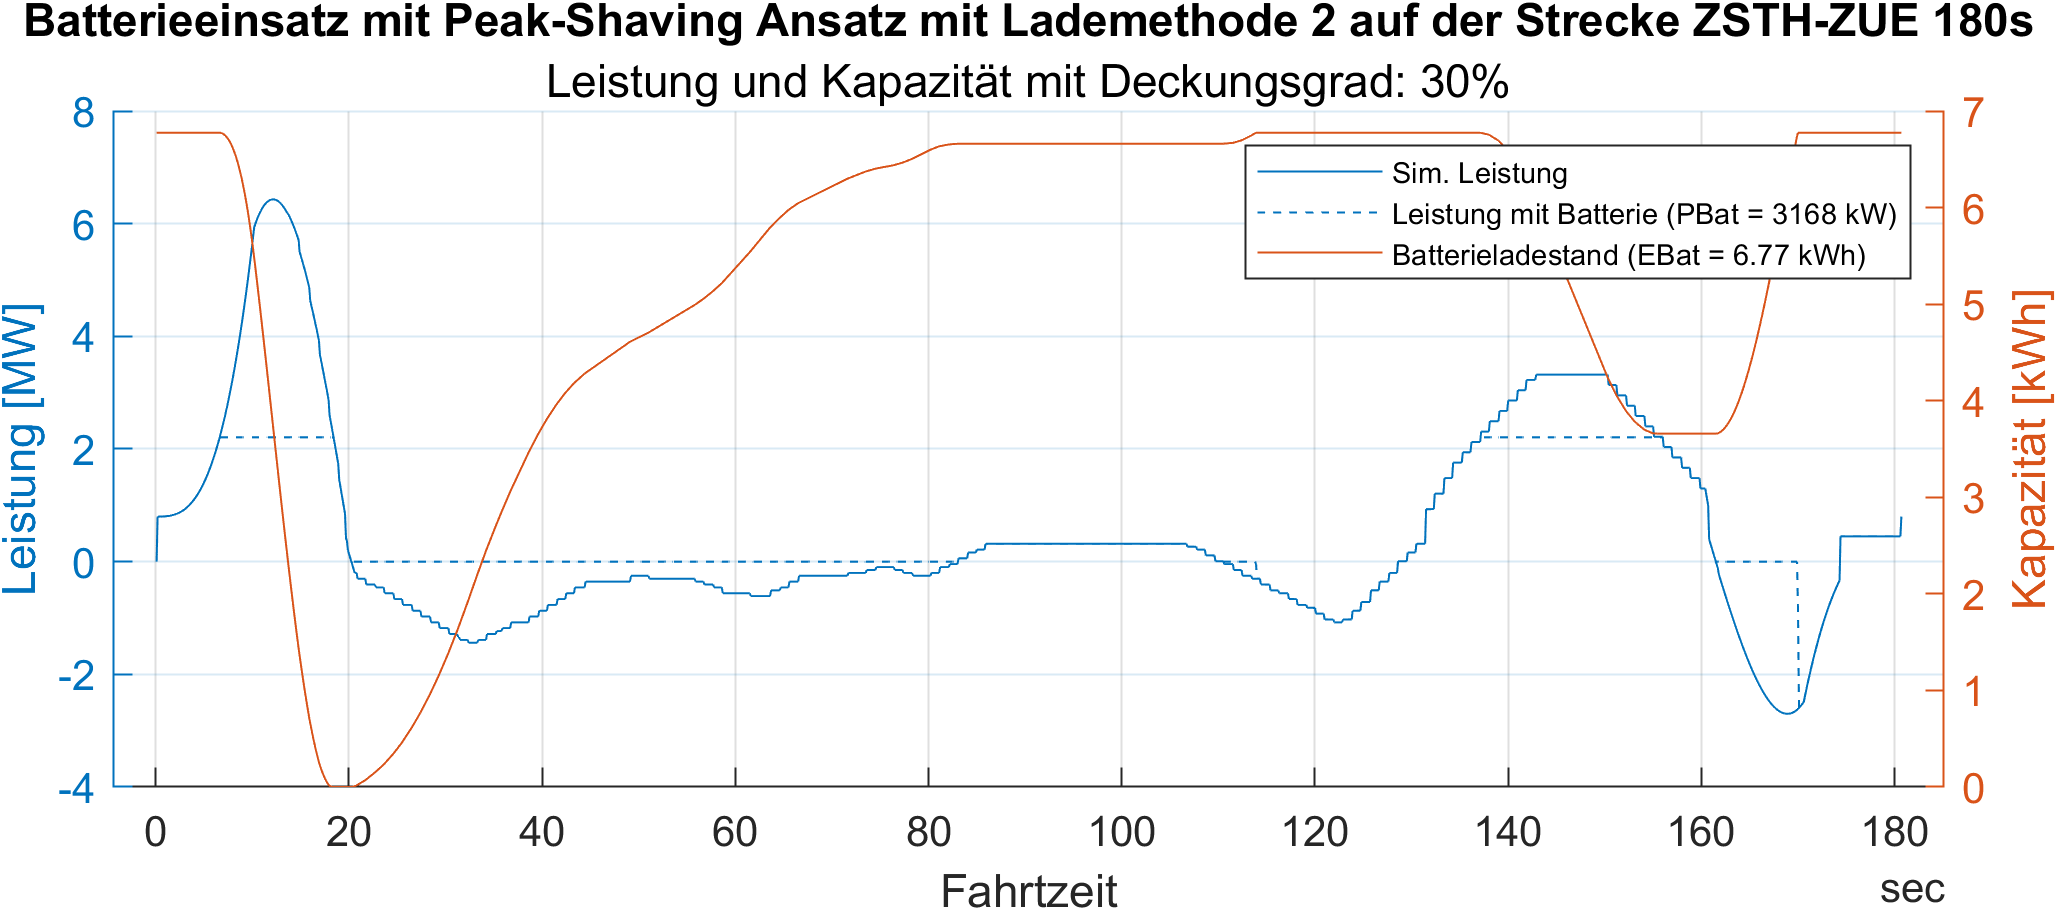 Batterieeinsatz mit Peak-Shaving Ansatz mit Lademethode 2 auf der Strecke ZSTH-ZUE 180s
Leistung und Kapazität mit Deckungsgrad: 30%
8
6
4
2
0
-2
-4
Leistung [MW]
7
6
5
4
3
2
1
0
Kapazität [kWh]
Sim. Leistung
Leistung mit Batterie (PBat = 3168 kW)
Batterieladestand (EBat = 6.77 kWh)
0 20 40 60 80 100 120 140 160 180
Fahrtzeit
sec